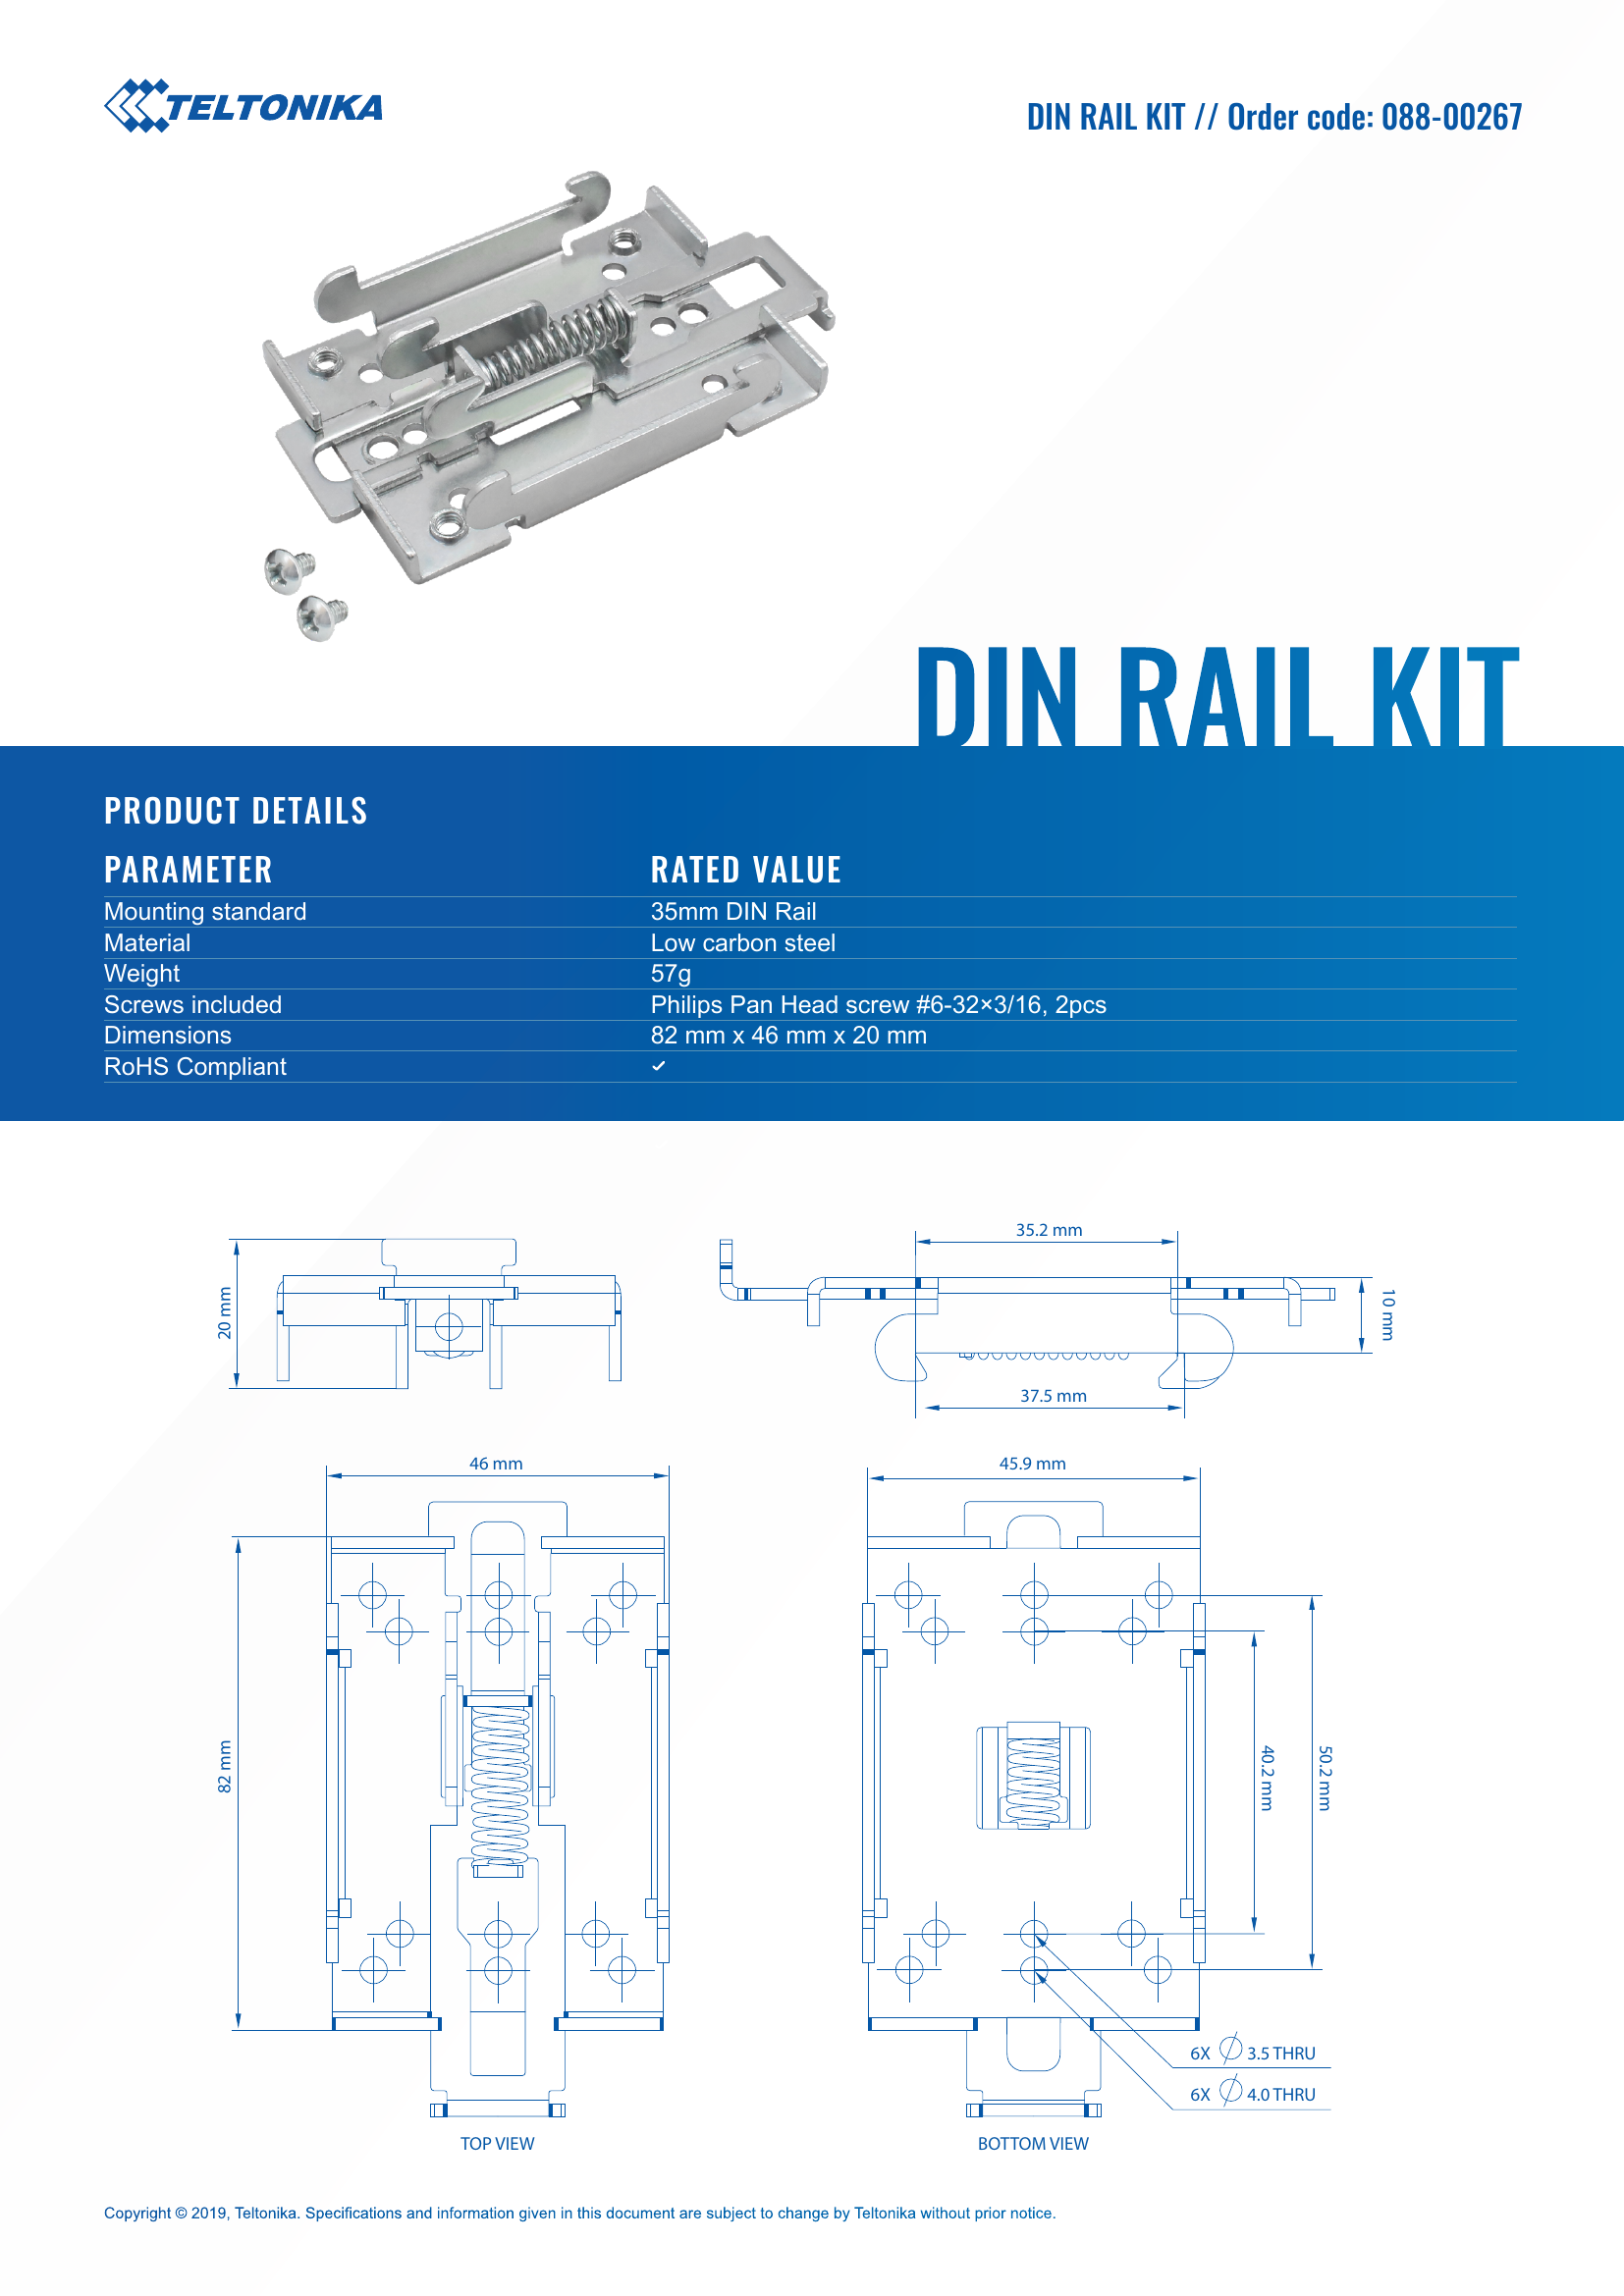 TELTONIKA
DIN RAIL KIT // Order code: 088-00267
DIN RAIL KIT
PRODUCT DETAILS
PARAMETER RATED VALUE
Mounting standard 35mm DIN Rail
Material Low carbon steel
Weight 57g
Screws included Philips Pan Head screw #6-32×3/16, 2pcs
Dimensions 82 mm x 46 mm x 20 mm
RoHS Compliant ✓
35.2 mm
20 mm
10 mm
37.5 mm
46 mm
45.9 mm
82 mm
40.2 mm
50.2 mm
6X ∅ 3.5 THRU
6X ∅ 4.0 THRU
TOP VIEW
BOTTOM VIEW
Copyright © 2019, Teltonika. Specifications and information given in this document are subject to change by Teltonika without prior notice.